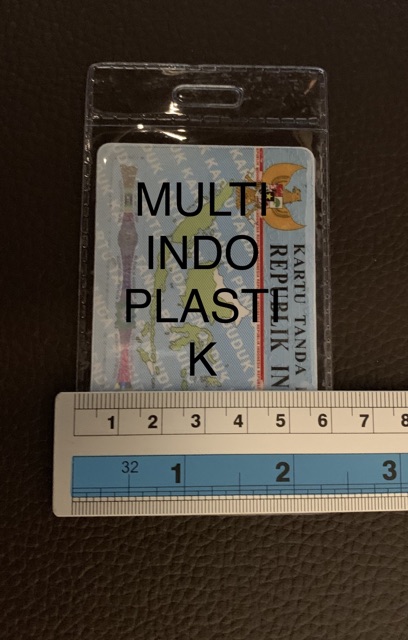 MULTI
INDO
PLASTI
K
KARTU TANDA
REPUBLIK IN
1 2 3 4 5 6 7 8
32 1 2 3